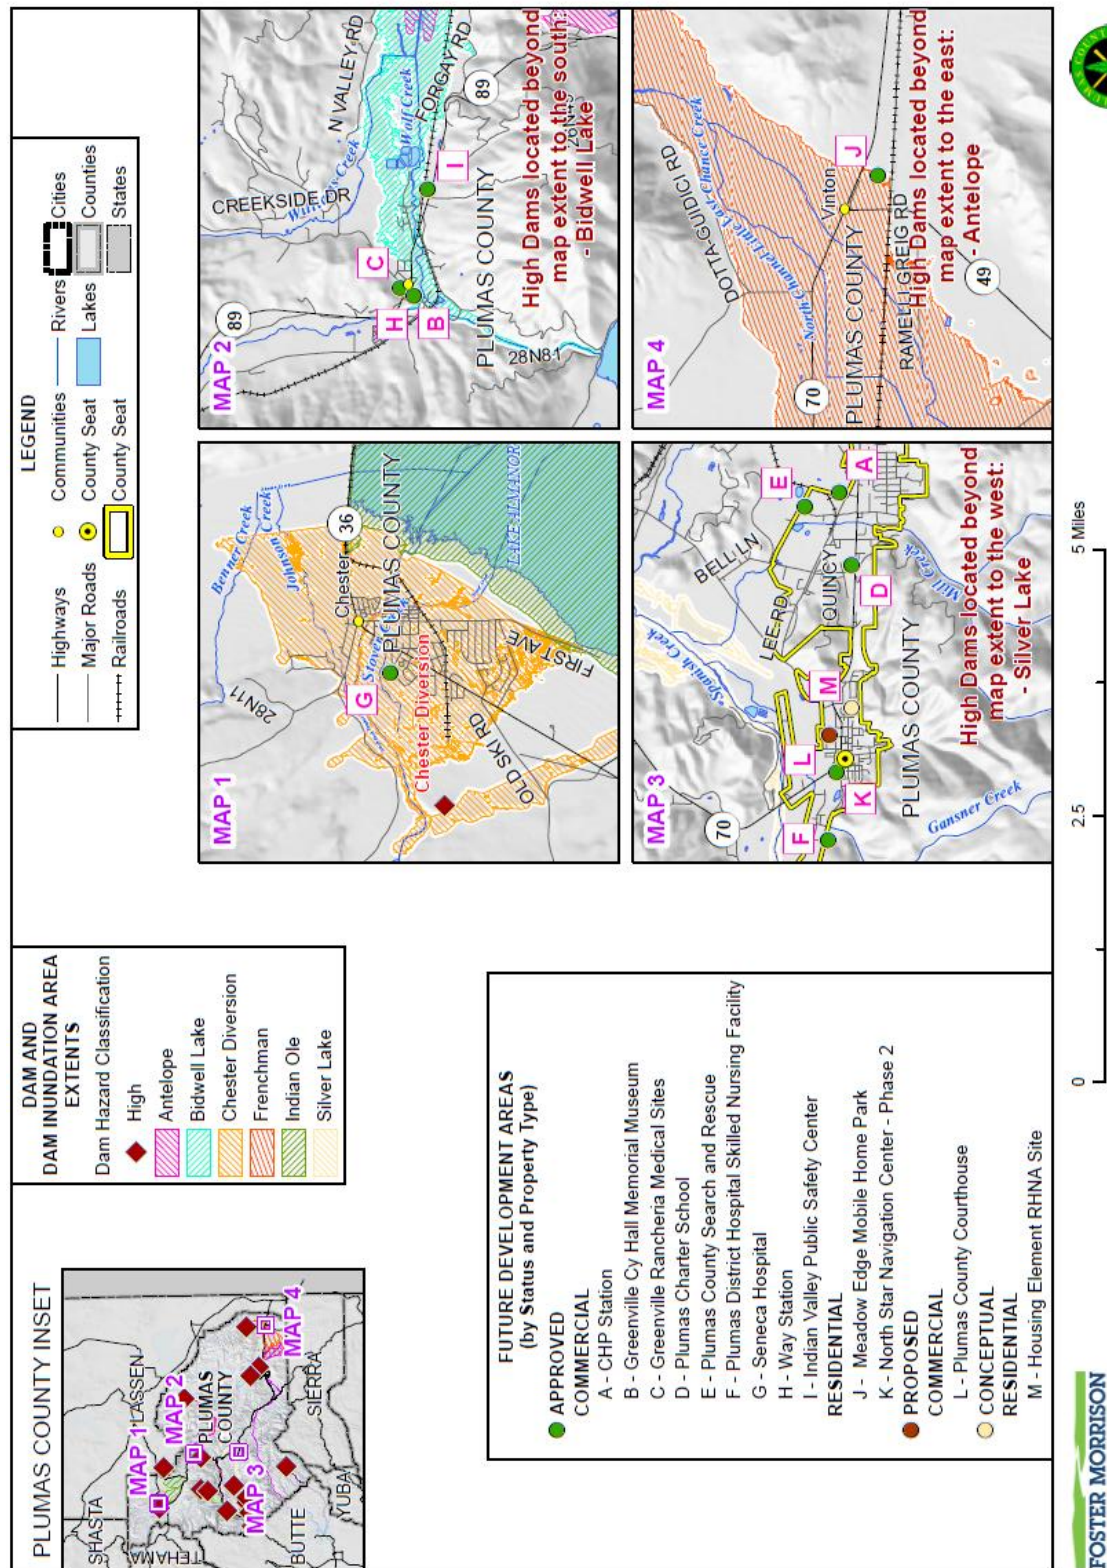 PLUMAS COUNTY INSET
SHASTA
LASSEN
TEHAMA
MAP 1
MAP 2
PLUMAS
COUNTY
MAP 3
MAP 4
BUTTE
SIERRA
YUBA
DAM AND
DAM INUNDATION AREA
EXTENTS
Dam Hazard Classification
High
Antelope
Bidwell Lake
Chester Diversion
Frenchman
Indian Ole
Silver Lake
LEGEND
Highways
Communities
Rivers
Cities
Major Roads
County Seat
Lakes
Counties
Railroads
County Seat
States
FUTURE DEVELOPMENT AREAS
(by Status and Property Type)
APPROVED
COMMERCIAL
A - CHP Station
B - Greenville Cy Hall Memorial Museum
C - Greenville Rancheria Medical Sites
D - Plumas Charter School
E - Plumas County Search and Rescue
F - Plumas District Hospital Skilled Nursing Facility
G - Seneca Hospital
H - Way Station
I - Indian Valley Public Safety Center
RESIDENTIAL
J - Meadow Edge Mobile Home Park
K - North Star Navigation Center - Phase 2
PROPOSED
COMMERCIAL
L - Plumas County Courthouse
CONCEPTUAL
RESIDENTIAL
M - Housing Element RHNA Site
MAP 1
28N11
Benner Creek
Johnson Creek
Chester
36
G
Stover
PLUMAS COUNTY
Chester Diversion
LAKE ALMANOR
OLD SKI RD
FIRST AVE
MAP 2
89
N VALLEY RD
CREEKSIDE DR
H
C
Wolf Creek
B
FORGAY RD
I
89
28N81
PLUMAS COUNTY
High Dams located beyond
map extent to the south:
- Bidwell Lake
MAP 3
70
Spanish Creek
LEE RD
BELL LN
E
F
L
M
QUINCY
K
D
A
PLUMAS COUNTY
Gansner Creek
Mill Creek
High Dams located beyond
map extent to the west:
- Silver Lake
MAP 4
DOTTA-GUIDICI RD
North Channel Little Last Chance Creek
70
Vinton
J
PLUMAS COUNTY
RAMELLI GREIG RD
49
High Dams located beyond
map extent to the east:
- Antelope
FOSTER MORRISON
0
2.5
5 Miles